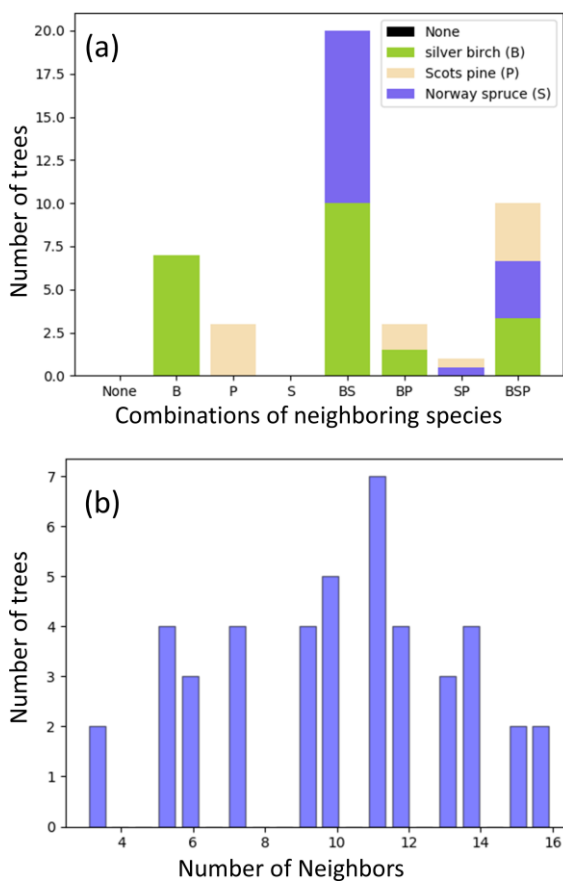 (a)
None
silver birch (B)
Scots pine (P)
Norway spruce (S)
Number of trees
20.0
17.5
15.0
12.5
10.0
7.5
5.0
2.5
0.0
None B P S BS BP SP BSP
Combinations of neighboring species
(b)
Number of trees
7
6
5
4
3
2
1
0
4 6 8 10 12 14 16
Number of Neighbors